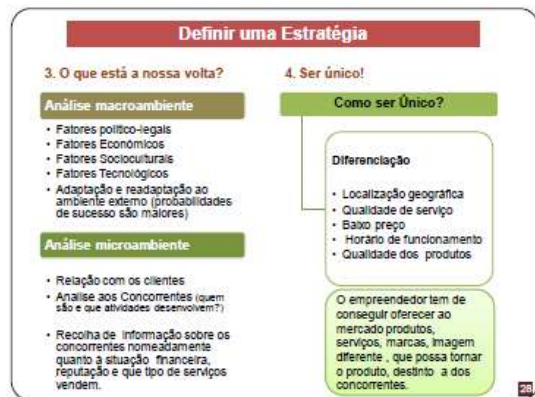 Definir uma Estratégia
3. O que está a nossa volta?
Análise macroambiente
• Fatores político-legais
• Fatores Económicos
• Fatores Socioculturais
• Fatores Tecnológicos
• Adaptação e readaptação ao
ambiente externo (probabilidades
de sucesso são maiores)
Análise microambiente
• Relação com os clientes
• Analise aos Concorrentes (quem
são e que atividades desenvolvem?)
• Recolha de informação sobre os
concorrentes nomeadamente
quanto à situação financeira,
reputação e que tipo de serviços
vendem.
4. Ser único!
Como ser Único?
Diferenciação
• Localização geográfica
• Qualidade de serviço
• Baixo preço
• Horário de funcionamento
• Qualidade dos produtos
O empreendedor tem de
conseguir oferecer ao
mercado produtos,
serviços, marcas, imagem
diferente , que possa tornar
o produto, destinto a dos
concorrentes.
28